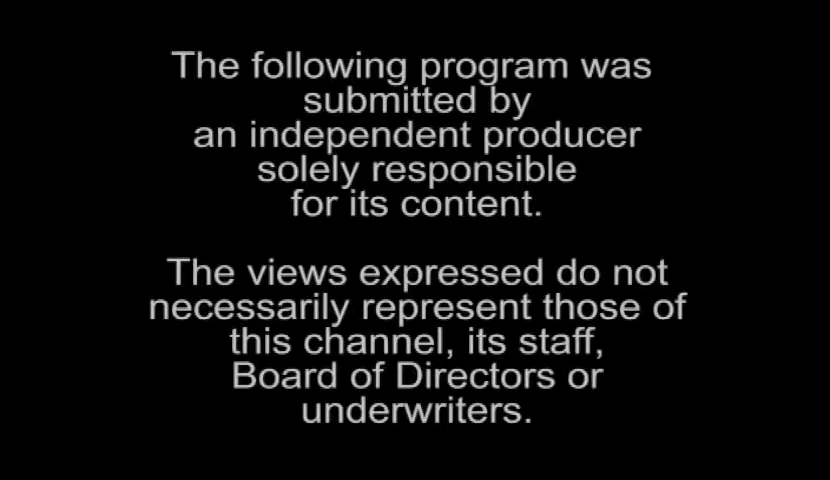 The following program was
submitted by
an independent producer
solely responsible
for its content.
The views expressed do not
necessarily represent those of
this channel, its staff,
Board of Directors or
underwriters.